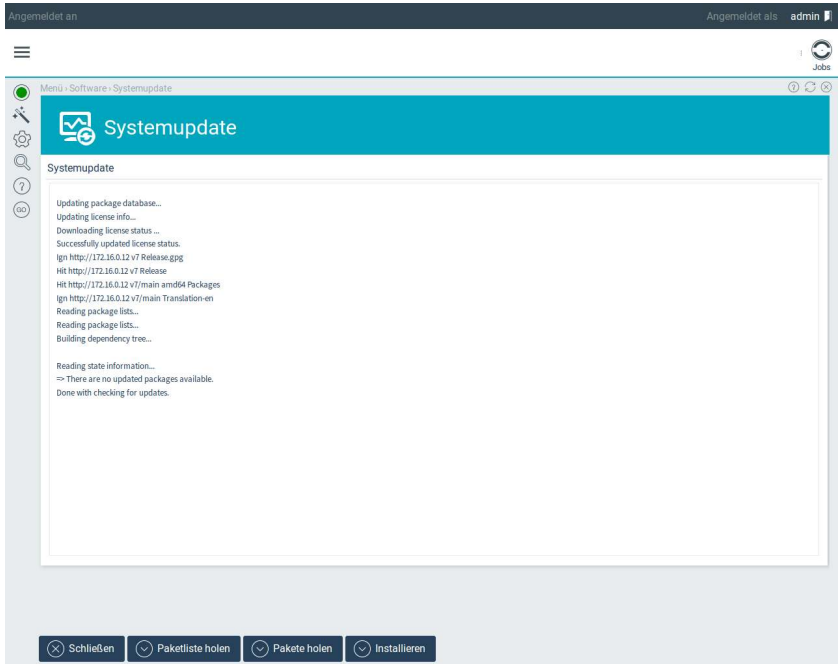 Angemeldet an
Angemeldet als admin
Jobs
Menü › Software › Systemupdate
Systemupdate
Systemupdate
Updating package database...
Updating license info...
Downloading license status ...
Successfully updated license status.
Ign http://172.16.0.12 v7 Release.gpg
Hit http://172.16.0.12 v7 Release
Hit http://172.16.0.12 v7/main amd64 Packages
Ign http://172.16.0.12 v7/main Translation-en
Reading package lists...
Reading package lists...
Building dependency tree...
Reading state information...
=> There are no updated packages available.
Done with checking for updates.
GO
Schließen
Paketliste holen
Pakete holen
Installieren